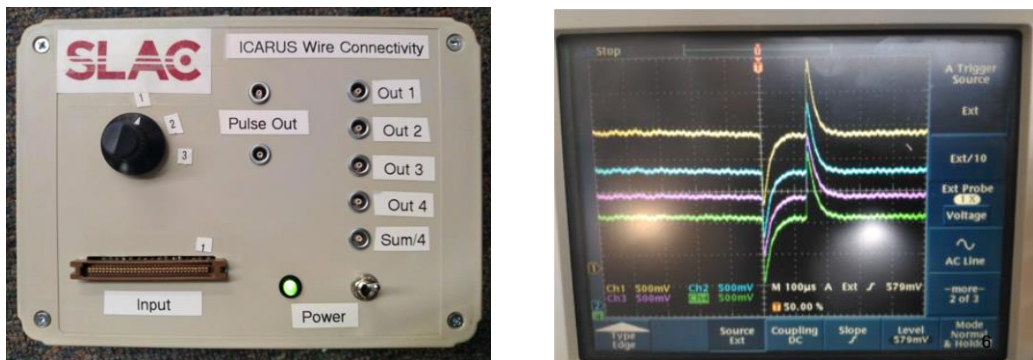 SLAC
ICARUS Wire Connectivity
1
2
3
Pulse Out
Out 1
Out 2
Out 3
Out 4
Sum/4
1
Input
Power
Stop
A Trigger
Source
Ext
Ext/10
Ext Probe
1X
Voltage
AC Line
–more–
2 of 3
Ch1 500mV Ch2 500mV M 100µs A Ext ƒ 579mV
Ch3 500mV Ch4 500mV
50.00 %
Type
Edge
Source
Ext
Coupling
DC
Slope
Level
579mV
Mode
Normal
& Holdoff